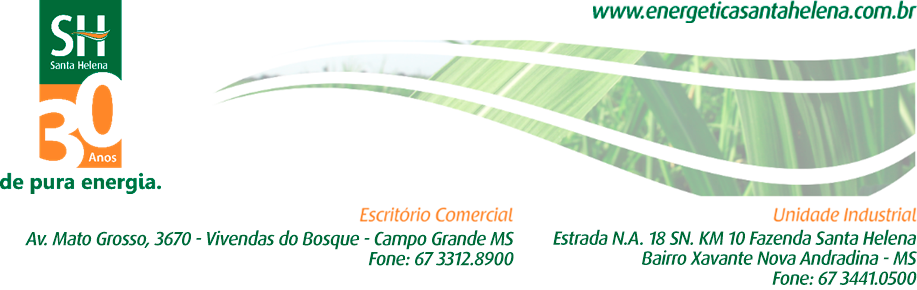 www.energeticasantahelena.com.br
SH
Santa Helena
30
Anos
de pura energia.
Escritório Comercial
Av. Mato Grosso, 3670 - Vivendas do Bosque - Campo Grande MS
Fone: 67 3312.8900
Unidade Industrial
Estrada N.A. 18 SN. KM 10 Fazenda Santa Helena
Bairro Xavante Nova Andradina - MS
Fone: 67 3441.0500